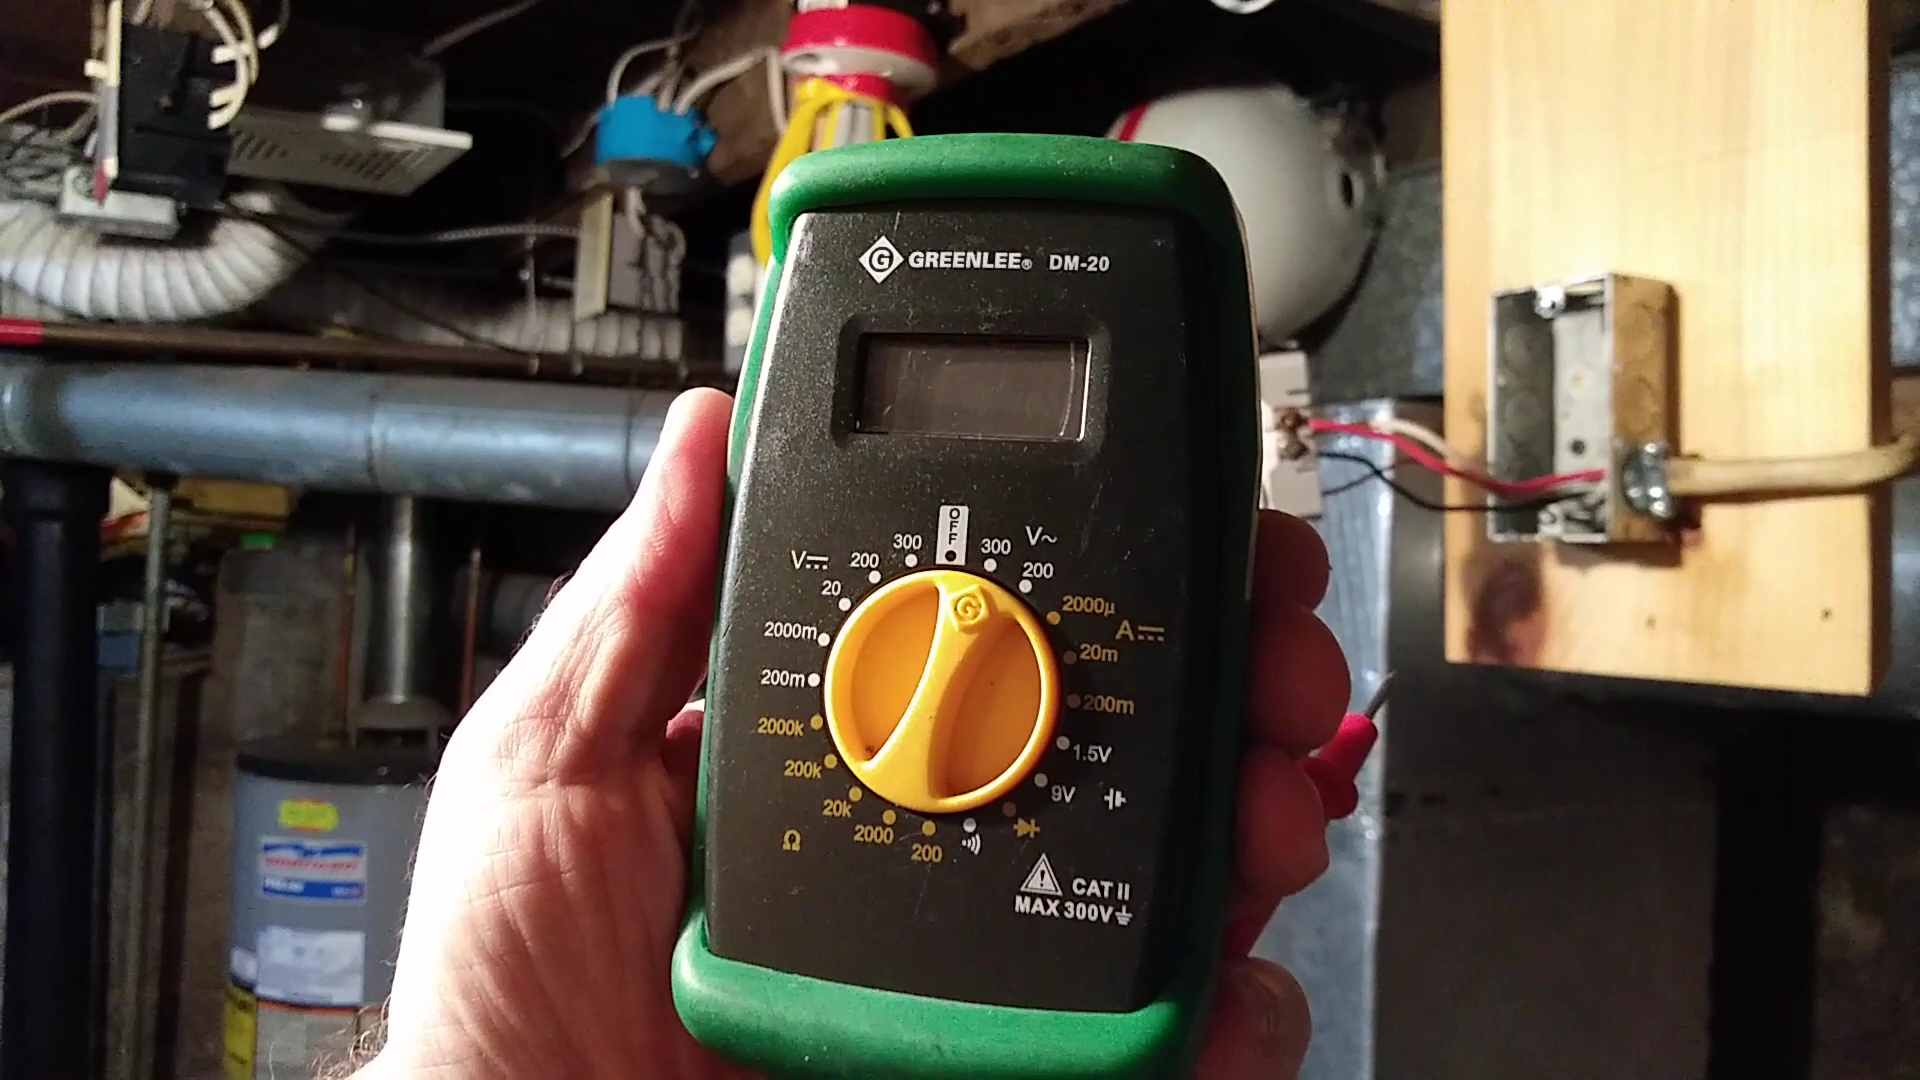 G GREENLEE® DM-20
OFF
300
300
V~
V⎓
200
200
20
2000µ
A⎓
2000m
20m
200m
200m
2000k
1.5V
200k
9V
20k
2000
200
Ω
CAT II
MAX 300V